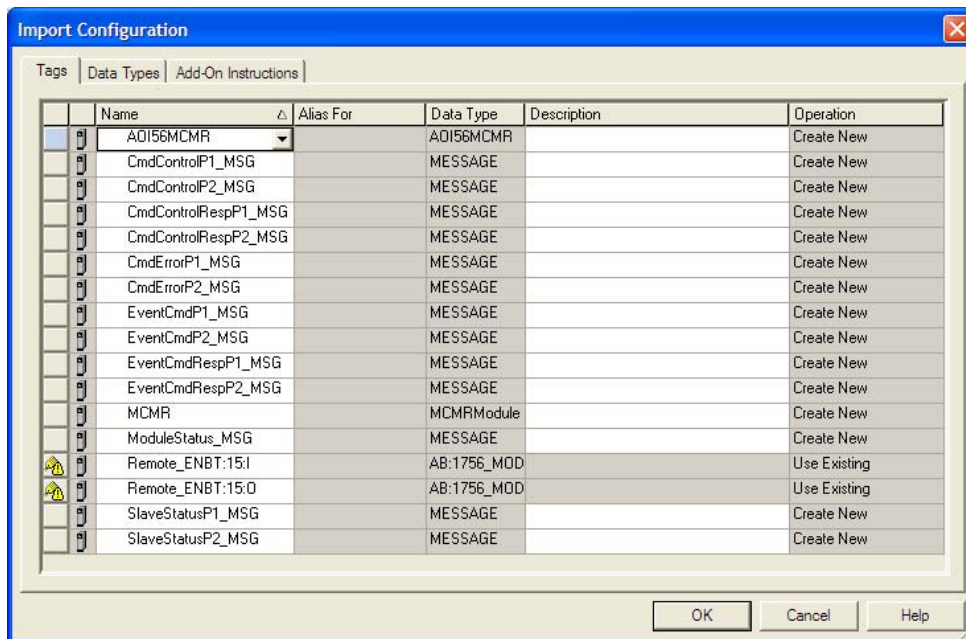 Import Configuration
Tags Data Types Add-On Instructions
Name Alias For Data Type Description Operation
AOI56MCMR AOI56MCMR Create New
CmdControlP1_MSG MESSAGE Create New
CmdControlP2_MSG MESSAGE Create New
CmdControlRespP1_MSG MESSAGE Create New
CmdControlRespP2_MSG MESSAGE Create New
CmdErrorP1_MSG MESSAGE Create New
CmdErrorP2_MSG MESSAGE Create New
EventCmdP1_MSG MESSAGE Create New
EventCmdP2_MSG MESSAGE Create New
EventCmdRespP1_MSG MESSAGE Create New
EventCmdRespP2_MSG MESSAGE Create New
MCMR MCMRModule Create New
ModuleStatus_MSG MESSAGE Create New
Remote_ENBT:15:I AB:1756_MOD Use Existing
Remote_ENBT:15:O AB:1756_MOD Use Existing
SlaveStatusP1_MSG MESSAGE Create New
SlaveStatusP2_MSG MESSAGE Create New
OK Cancel Help